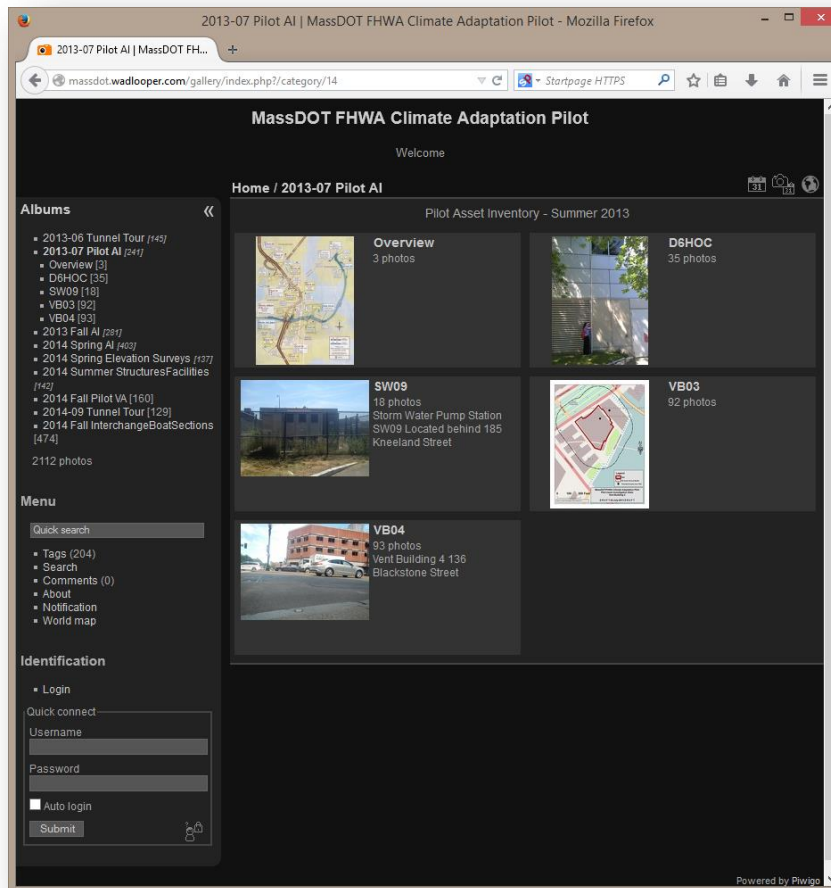 2013-07 Pilot AI | MassDOT FHWA Climate Adaptation Pilot - Mozilla Firefox
2013-07 Pilot AI | MassDOT FH...
massdot.wadlooper.com/gallery/index.php?/category/14
Startpage HTTPS
MassDOT FHWA Climate Adaptation Pilot
Welcome
Home / 2013-07 Pilot AI
31
31
Albums
2013-06 Tunnel Tour [145]
2013-07 Pilot AI [241]
Overview [3]
D6HOC [35]
SW09 [18]
VB03 [92]
VB04 [93]
2013 Fall AI [281]
2014 Spring AI [403]
2014 Spring Elevation Surveys [137]
2014 Summer StructuresFacilities
[142]
2014 Fall Pilot VA [160]
2014-09 Tunnel Tour [129]
2014 Fall InterchangeBoatSections
[474]
2112 photos
Menu
Quick search
Tags (204)
Search
Comments (0)
About
Notification
World map
Identification
Login
Quick connect
Username
Password
Auto login
Submit
Pilot Asset Inventory - Summer 2013
Overview
3 photos
D6HOC
35 photos
SW09
18 photos
Storm Water Pump Station
SW09 Located behind 185
Kneeland Street
VB03
92 photos
VB04
93 photos
Vent Building 4 136
Blackstone Street
Powered by Piwigo